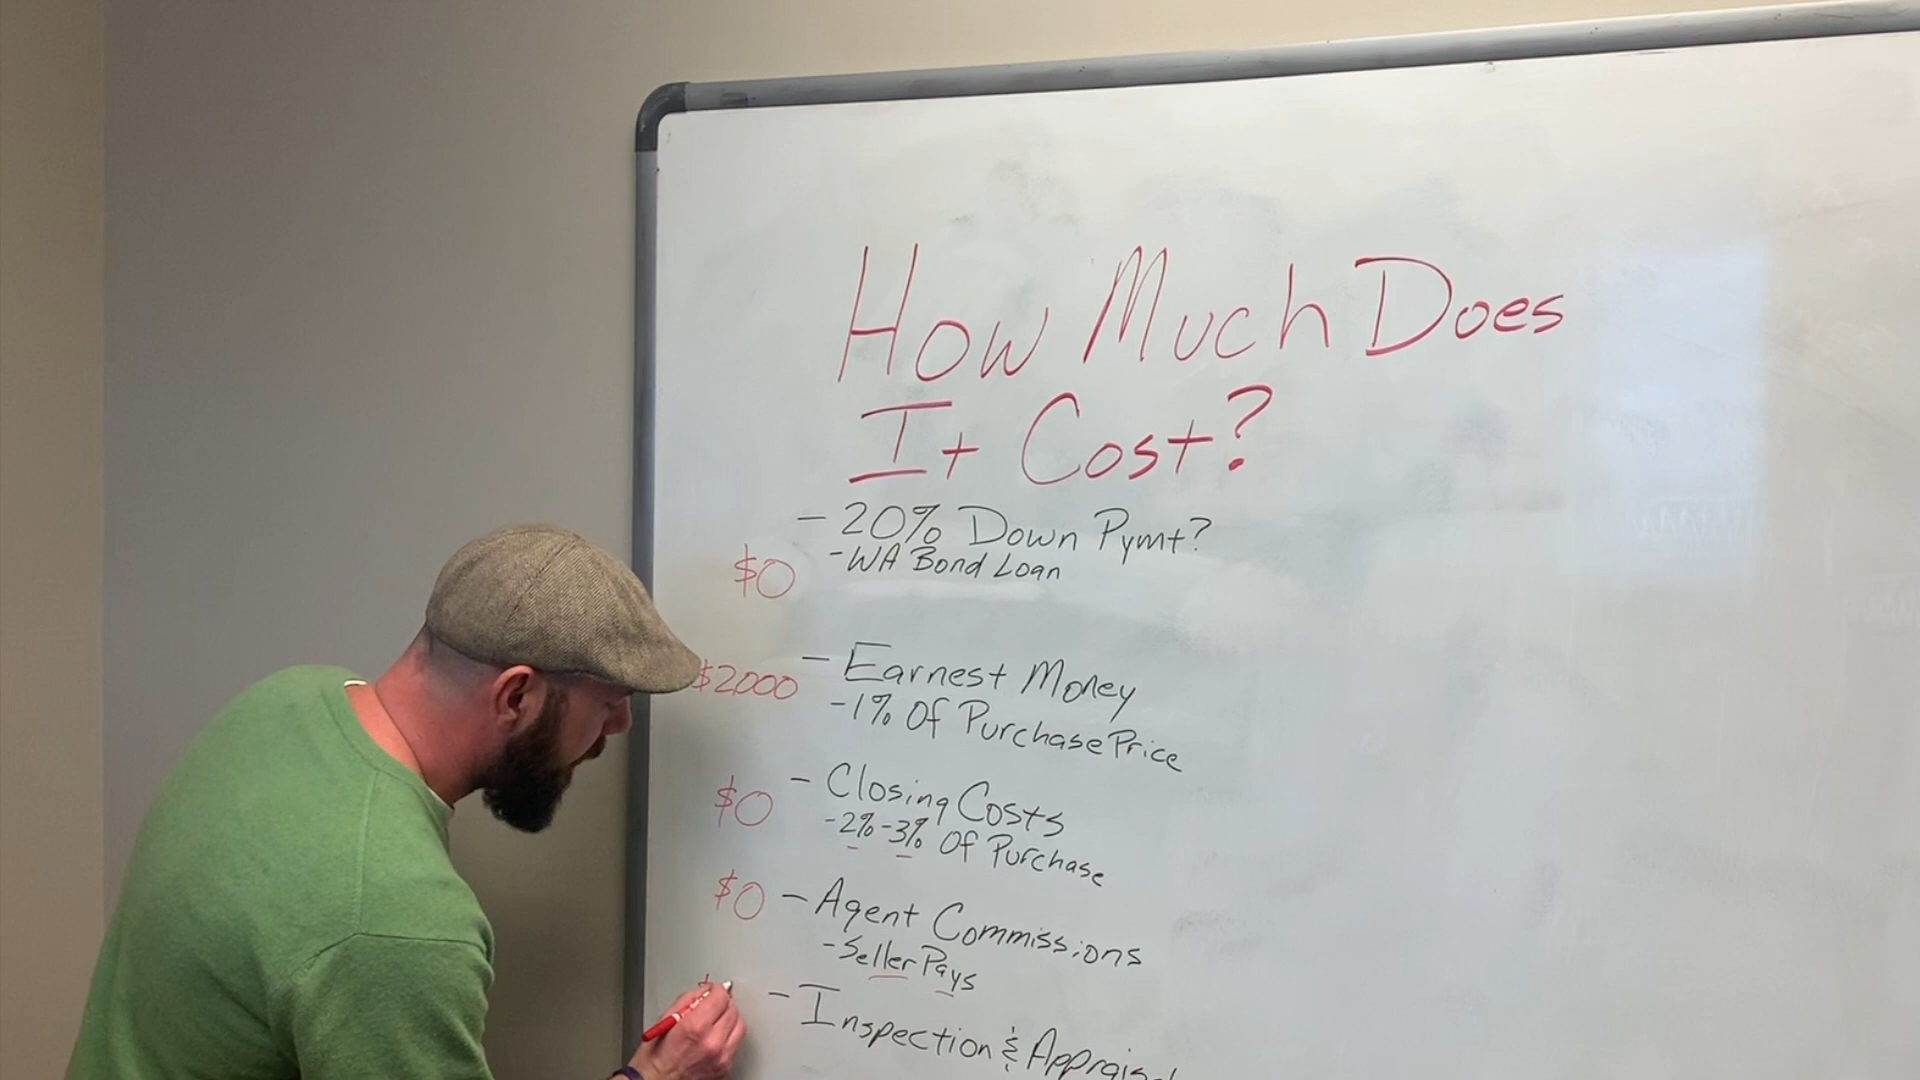 How Much Does
It Cost?
- 20% Down Pymt?
$0 - WA Bond Loan
$2000 - Earnest Money
- 1% Of Purchase Price
$0 - Closing Costs
- 2% - 3% Of Purchase
$0 - Agent Commissions
- Seller Pays
- Inspection & Appraisal